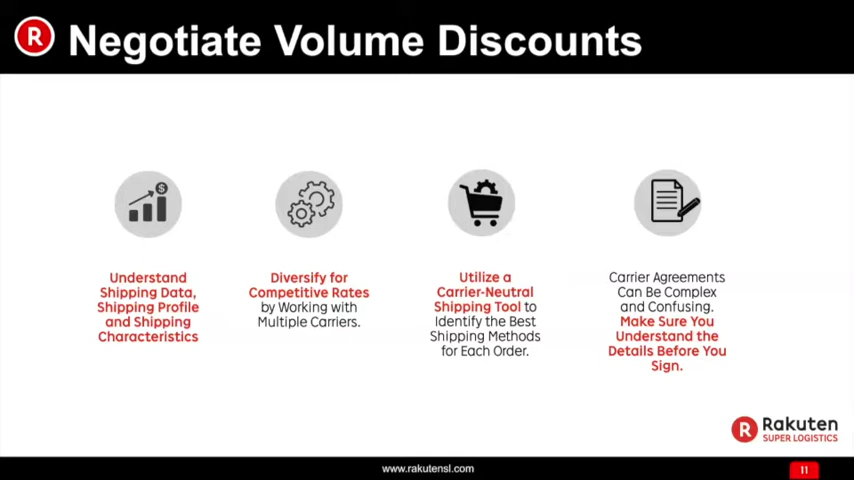 R Negotiate Volume Discounts
$
Understand
Shipping Data,
Shipping Profile
and Shipping
Characteristics
Diversify for
Competitive Rates
by Working with
Multiple Carriers.
Utilize a
Carrier-Neutral
Shipping Tool to
Identify the Best
Shipping Methods
for Each Order.
Carrier Agreements
Can Be Complex
and Confusing.
Make Sure You
Understand the
Details Before You
Sign.
R Rakuten
SUPER LOGISTICS
www.rakutensl.com
11